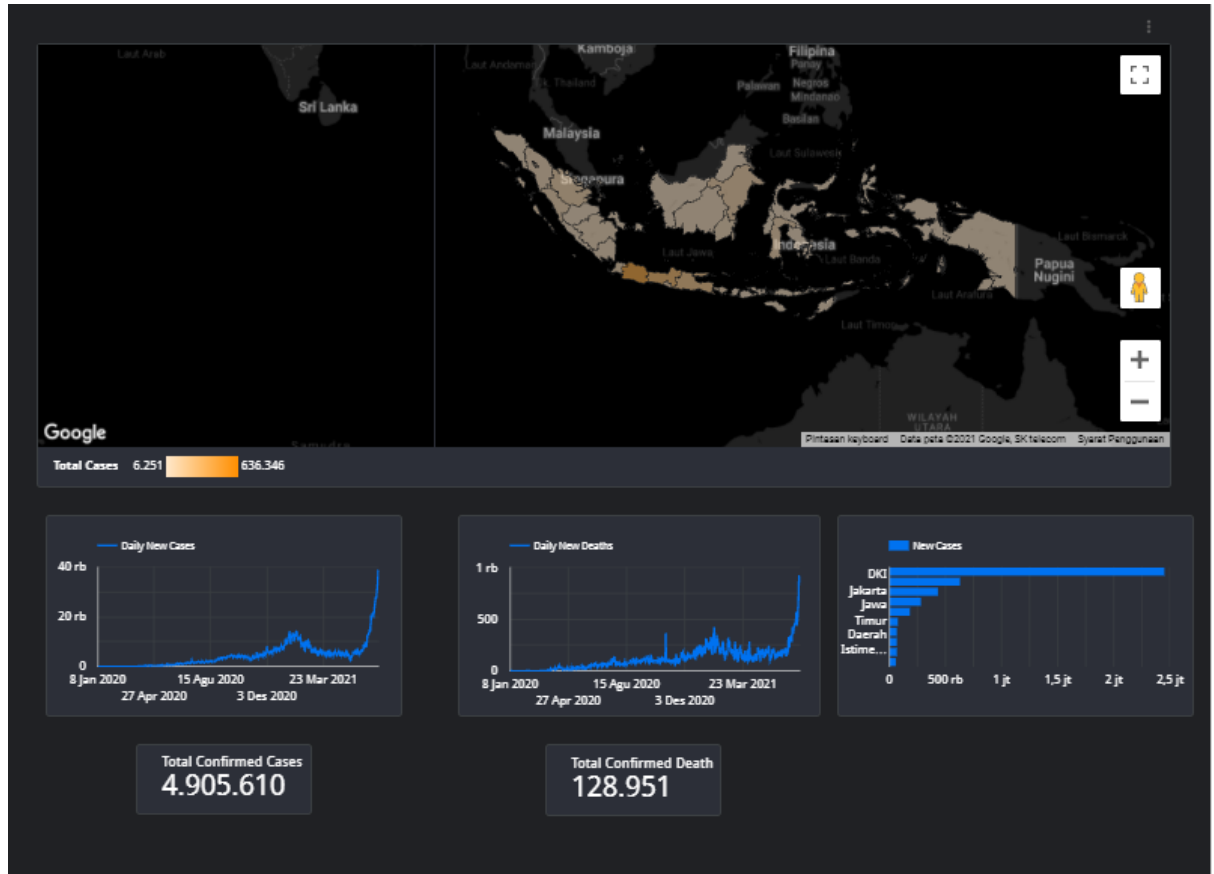 Laut Arab
Sri Lanka
Laut Andaman
Kamboja
Thailand
Filipina
Panay
Palawan
Negros
Mindanao
Basilan
Malaysia
Laut Sulawesi
Singapura
Laut Jawa
Indonesia
Laut Banda
Laut Bismarck
Papua
Nugini
Laut Arafura
Laut Timor
WILAYAH
UTARA
Samudra
Google
Pintasan keyboard Data peta ©2021 Google, SK telecom Syarat Penggunaan
Total Cases 6.251 636.346
Daily New Cases
40 rb
20 rb
0
8 Jan 2020 15 Agu 2020 23 Mar 2021
27 Apr 2020 3 Des 2020
Daily New Deaths
1 rb
500
0
8 Jan 2020 15 Agu 2020 23 Mar 2021
27 Apr 2020 3 Des 2020
New Cases
DKI
Jakarta
Jawa
Timur
Daerah
Istime...
0 500 rb 1 jt 1,5 jt 2 jt 2,5 jt
Total Confirmed Cases
4.905.610
Total Confirmed Death
128.951